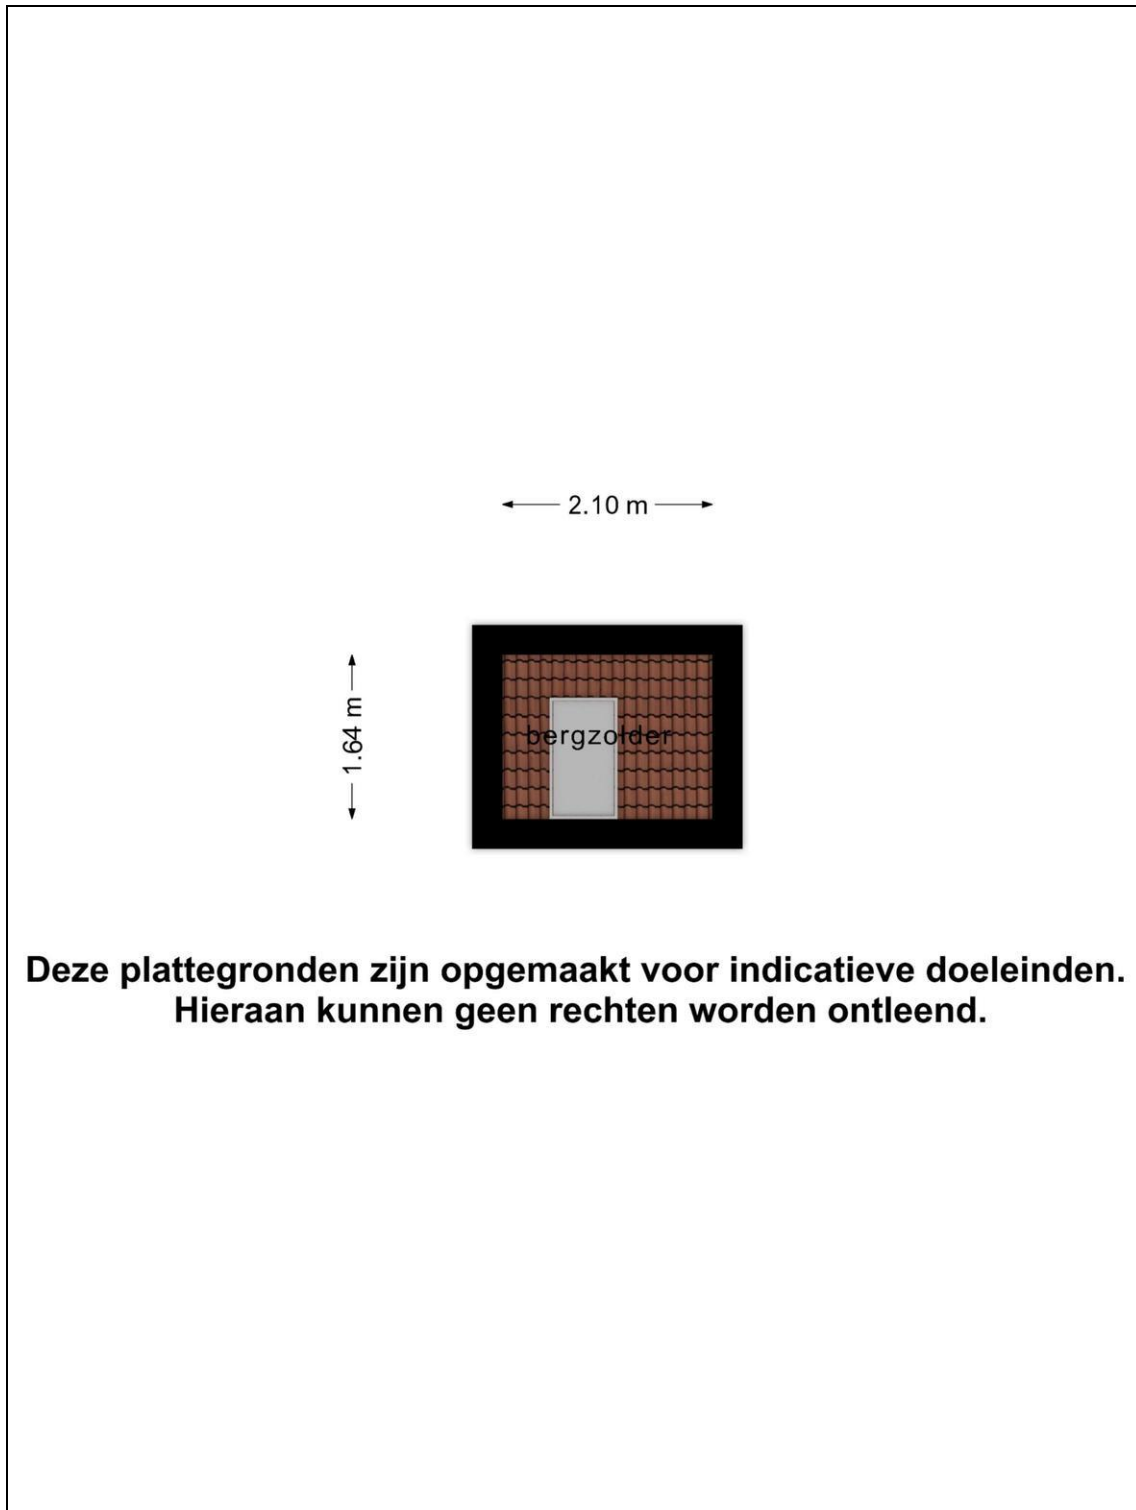 2.10 m
1.64 m
bergzolder
Deze plattegronden zijn opgemaakt voor indicatieve doeleinden.
Hieraan kunnen geen rechten worden ontleend.